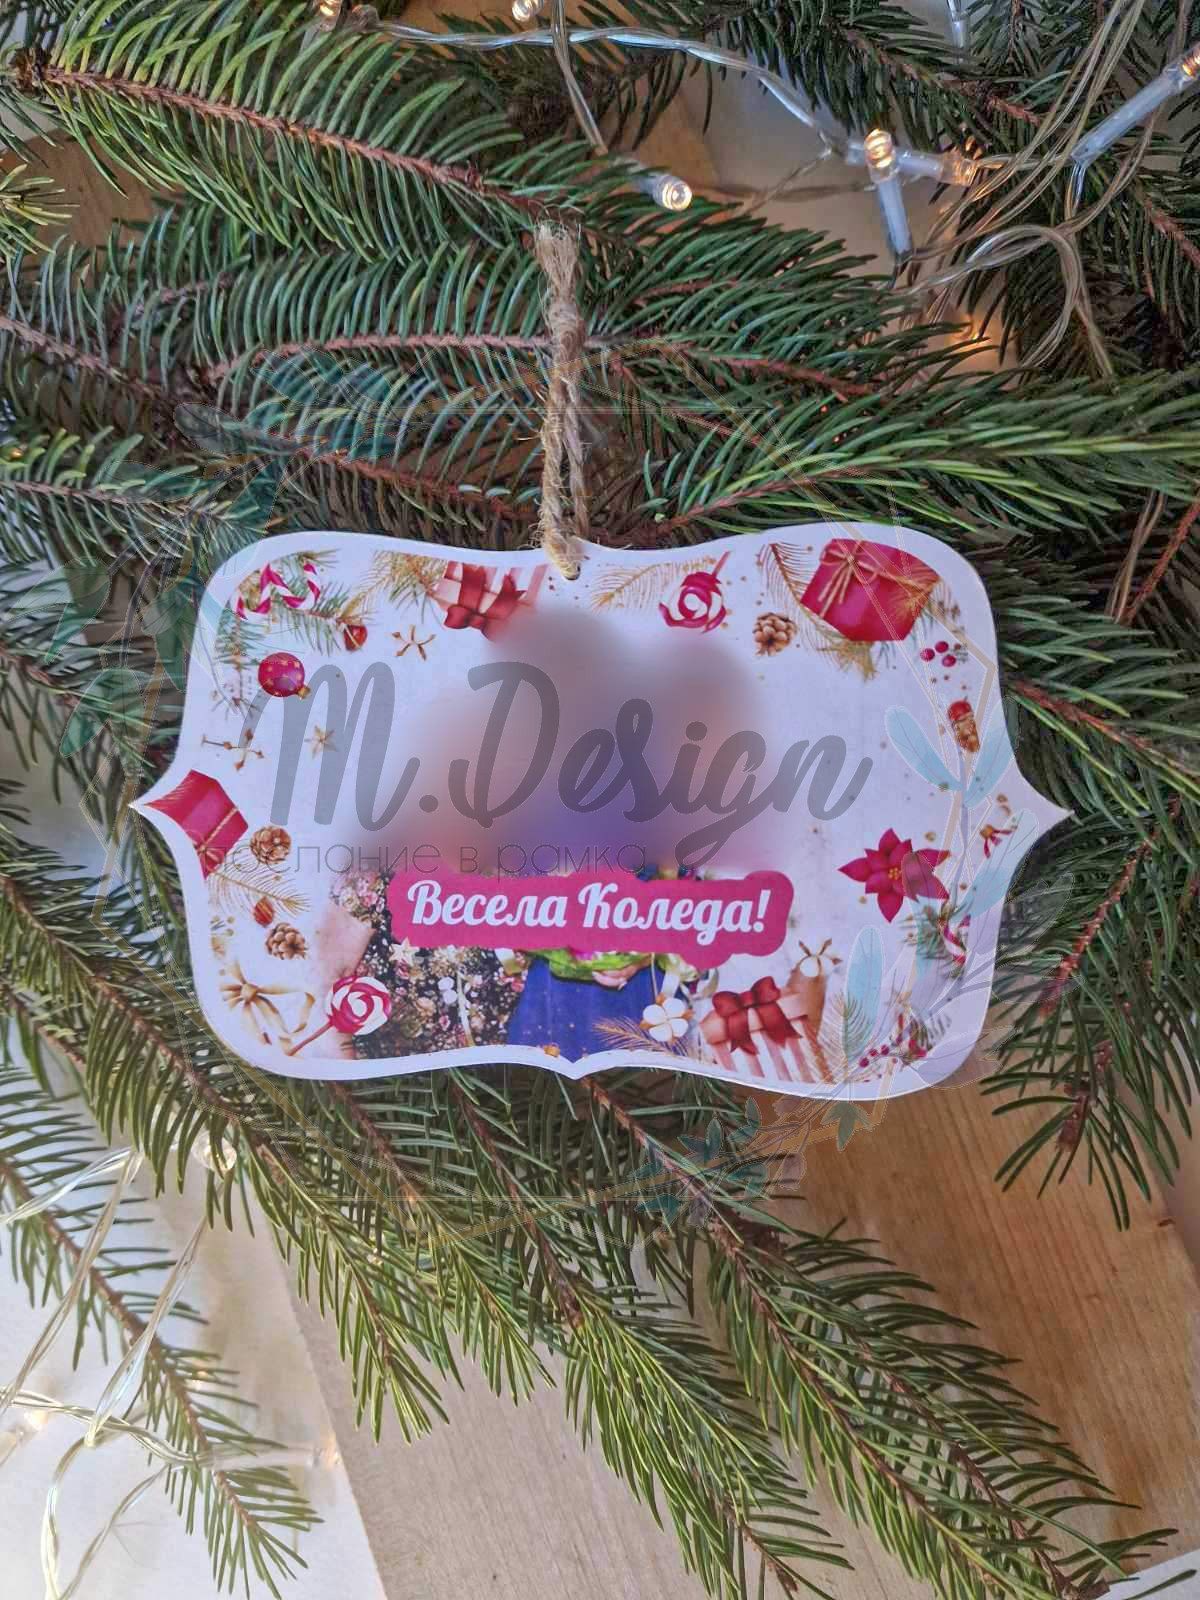 M.Design
послание в рамка
Весела Коледа!